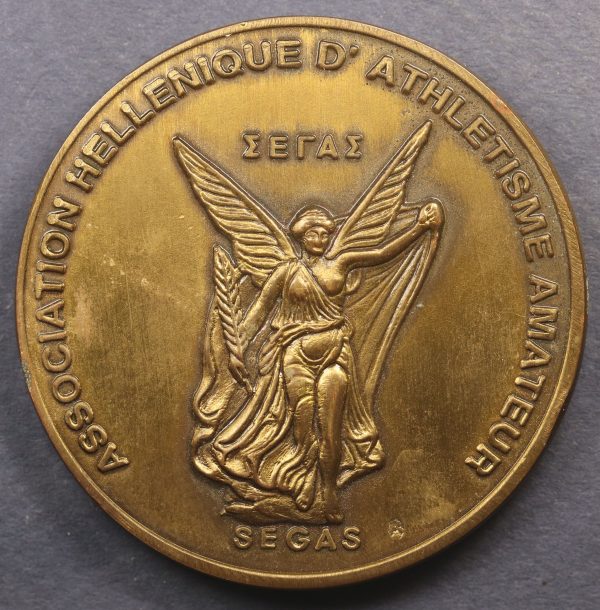 ASSOCIATION HELLENIQUE D' ATHLETISME AMATEUR
ΣΕΓΑΣ
SEGAS